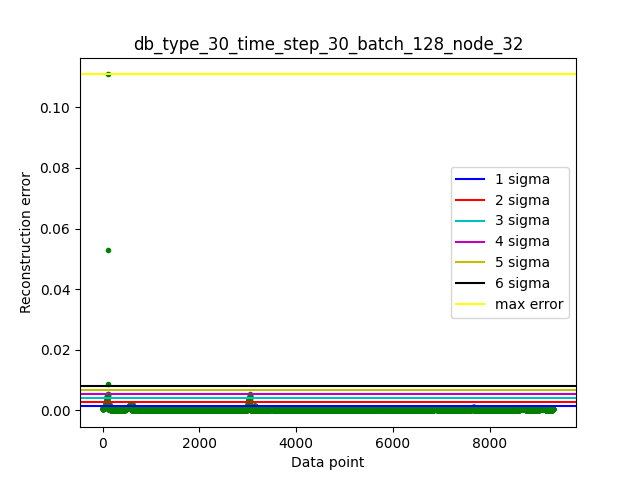 db_type_30_time_step_30_batch_128_node_32
Reconstruction error
0.10
0.08
0.06
0.04
0.02
0.00
1 sigma
2 sigma
3 sigma
4 sigma
5 sigma
6 sigma
max error
0
2000
4000
6000
8000
Data point